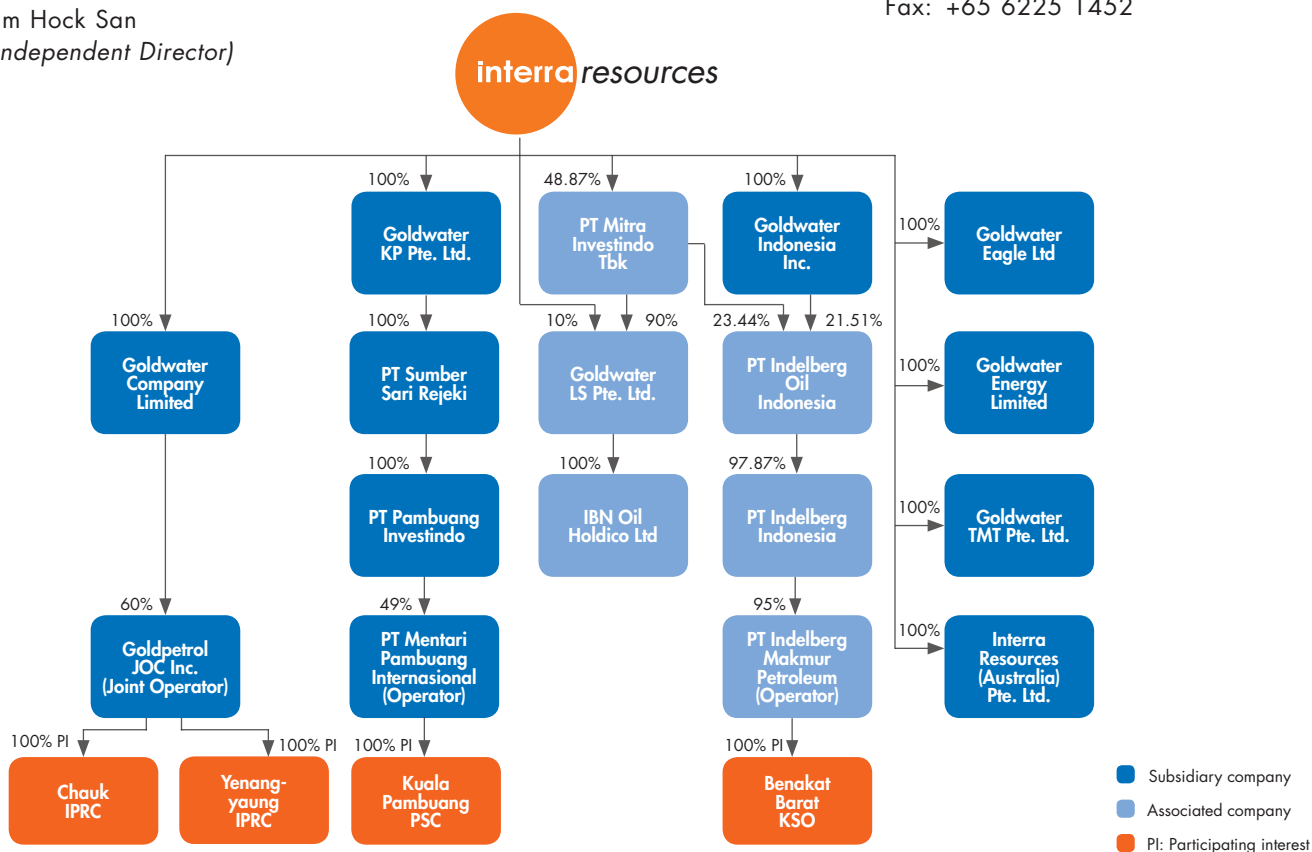 m Hock San
ndependent Director)
Fax: +65 6225 1452
interra resources
100%
48.87%
100%
Goldwater
KP Pte. Ltd.
PT Mitra
Investindo
Tbk
Goldwater
Indonesia
Inc.
100%
Goldwater
Eagle Ltd
100%
100%
10%
90%
23.44%
21.51%
Goldwater
Company
Limited
PT Sumber
Sari Rejeki
Goldwater
LS Pte. Ltd.
PT Indelberg
Oil
Indonesia
100%
Goldwater
Energy
Limited
100%
100%
97.87%
PT Pambuang
Investindo
IBN Oil
Holdico Ltd
PT Indelberg
Indonesia
100%
Goldwater
TMT Pte. Ltd.
60%
49%
95%
Goldpetrol
JOC Inc.
(Joint Operator)
PT Mentari
Pambuang
Internasional
(Operator)
PT Indelberg
Makmur
Petroleum
(Operator)
100%
Interra
Resources
(Australia)
Pte. Ltd.
100% PI
100% PI
100% PI
100% PI
Chauk
IPRC
Yenang-
yaung
IPRC
Kuala
Pambuang
PSC
Benakat
Barat
KSO
Subsidiary company
Associated company
PI: Participating interest